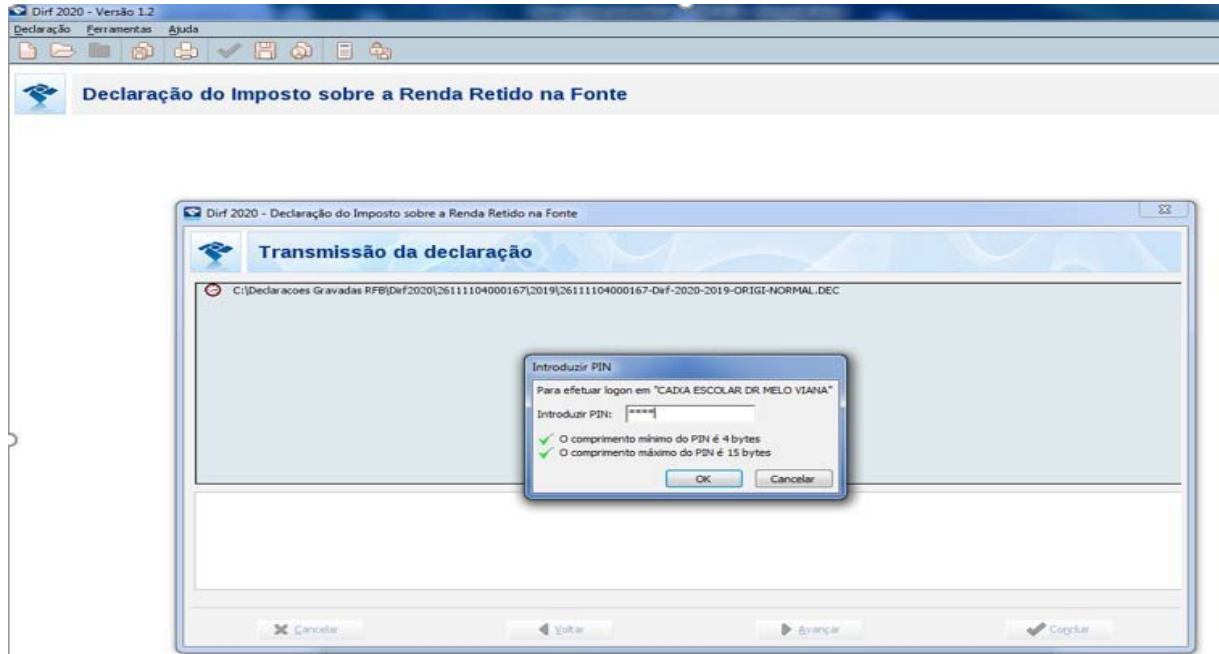 Dirf 2020 - Versão 1.2
Declaração Ferramentas Ajuda
Declaração do Imposto sobre a Renda Retido na Fonte
Dirf 2020 - Declaração do Imposto sobre a Renda Retido na Fonte
Transmissão da declaração
C:\Declaracoes Gravadas RFB\Dirf2020\26111104000167\2019\26111104000167-Dirf-2020-2019-ORIGI-NORMAL.DEC
Introduzir PIN
Para efetuar logon em "CAIXA ESCOLAR DR MELO VIANA"
Introduzir PIN: ****
O comprimento mínimo do PIN é 4 bytes
O comprimento máximo do PIN é 15 bytes
OK Cancelar
Cancelar Voltar Avançar Concluir